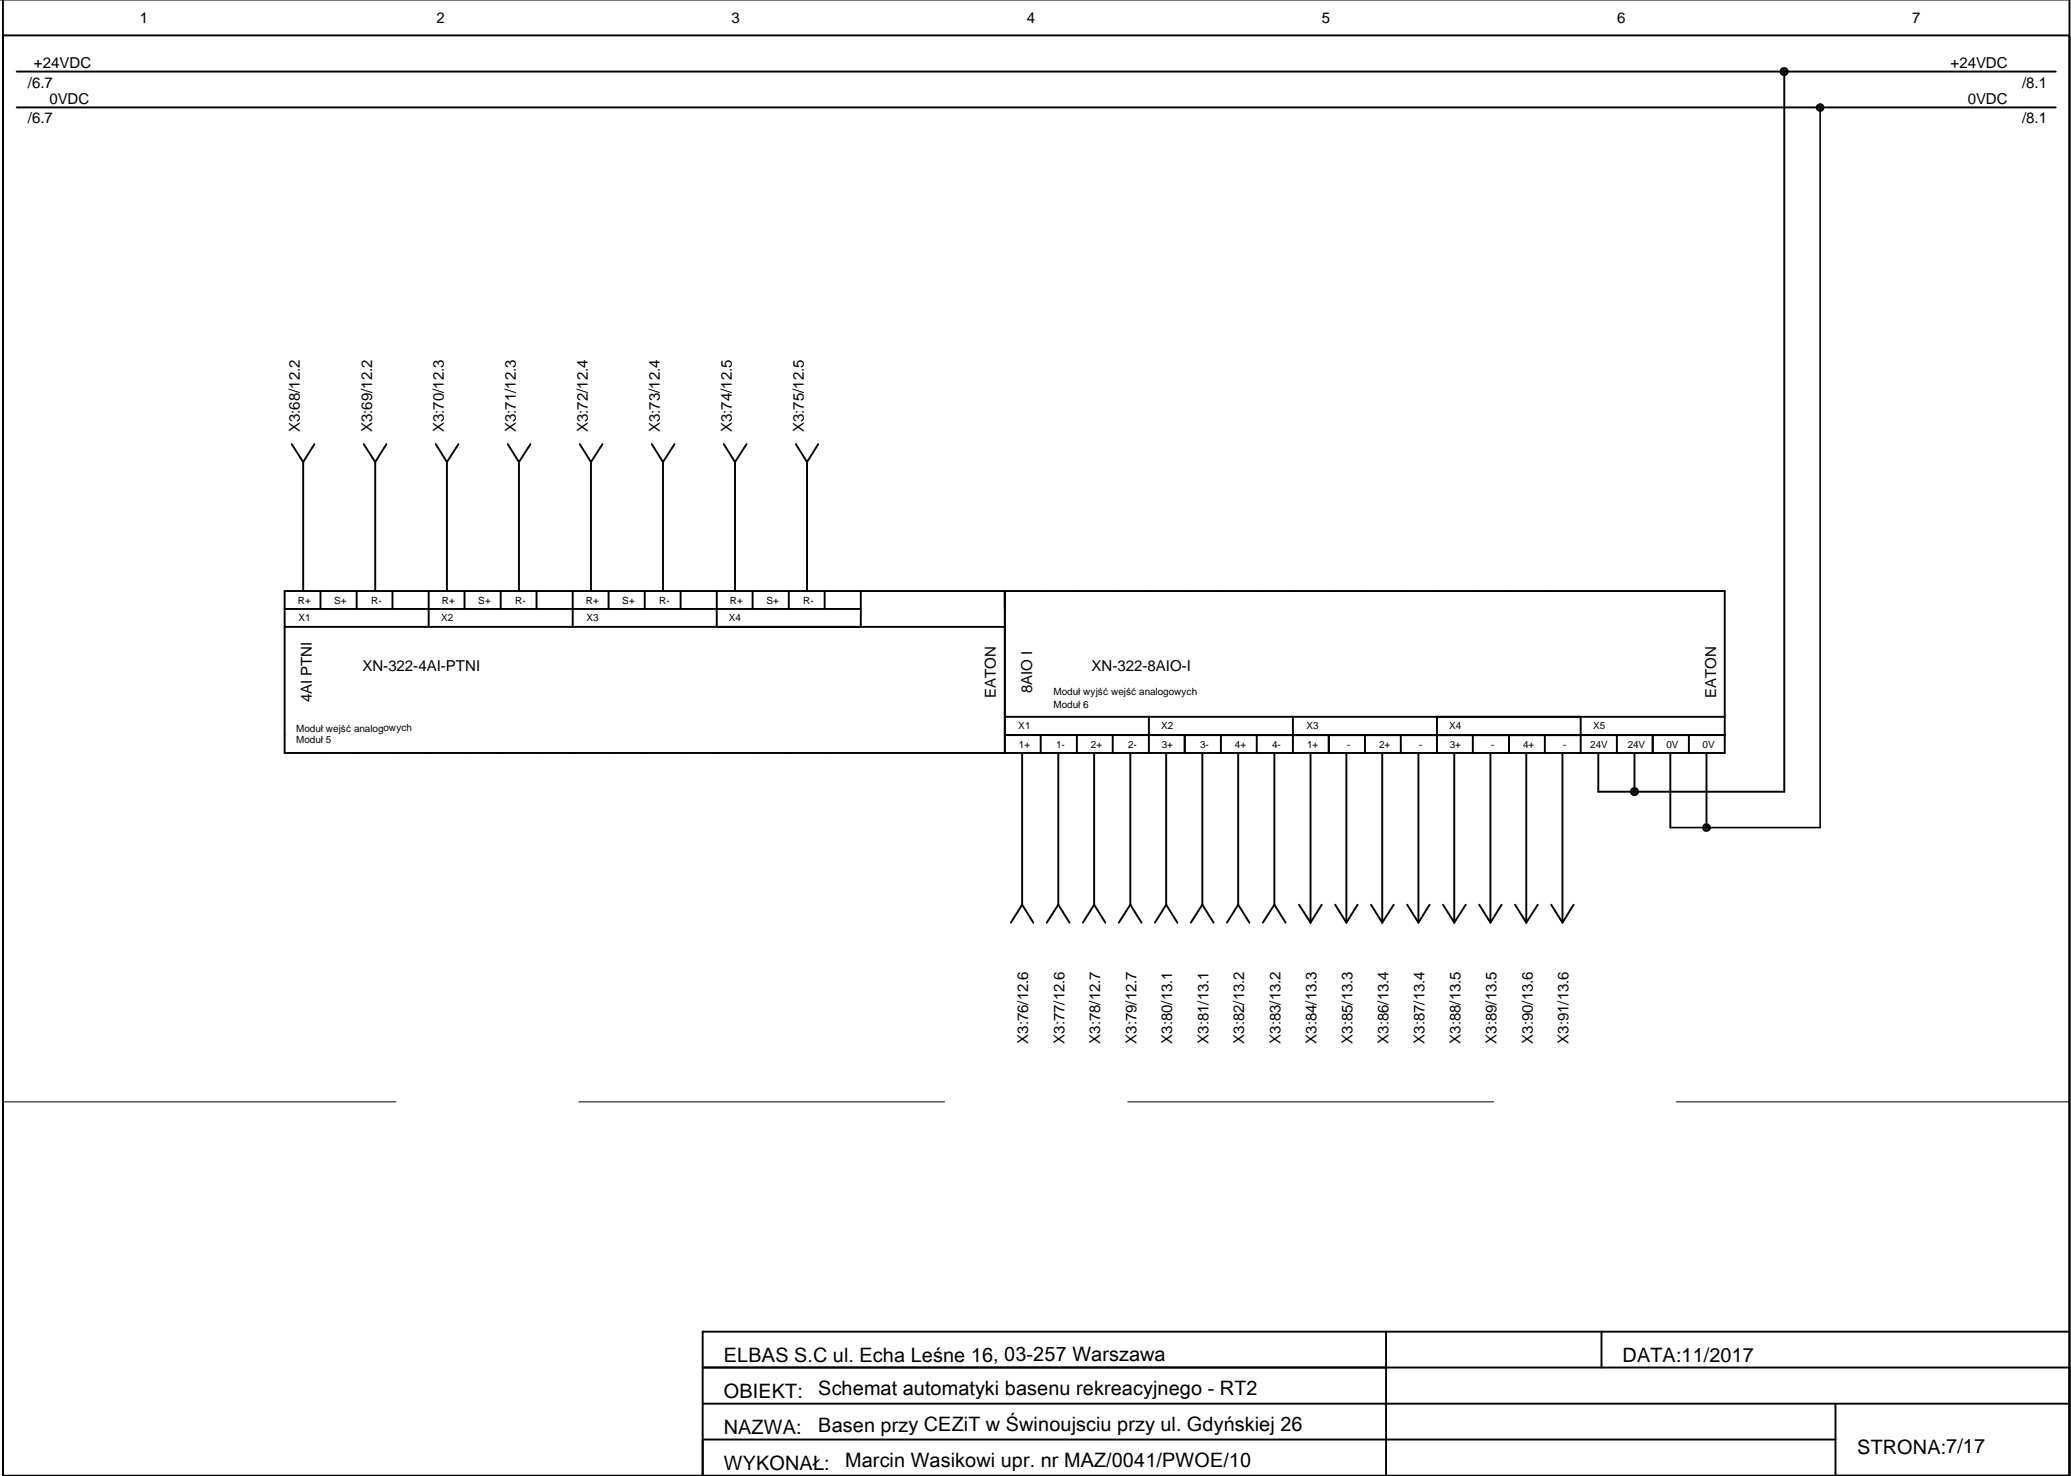 1 2 3 4 5 6 7
+24VDC +24VDC
/6.7 /8.1
0VDC 0VDC
/6.7 /8.1
X3:68/12.2 X3:69/12.2 X3:70/12.3 X3:71/12.3 X3:72/12.4 X3:73/12.4 X3:74/12.5 X3:75/12.5
R+ S+ R- R+ S+ R- R+ S+ R- R+ S+ R-
X1 X2 X3 X4
4AI PTNI
XN-322-4AI-PTNI
EATON
Moduł wejść analogowych
Moduł 5
8AIO I
XN-322-8AIO-I
EATON
Moduł wyjść wejść analogowych
Moduł 6
X1 X2 X3 X4 X5
1+ 1- 2+ 2- 3+ 3- 4+ 4- 1+ - 2+ - 3+ - 4+ - 24V 24V 0V 0V
X3:76/12.6 X3:77/12.6 X3:78/12.7 X3:79/12.7 X3:80/13.1 X3:81/13.1 X3:82/13.2 X3:83/13.2 X3:84/13.3 X3:85/13.3 X3:86/13.4 X3:87/13.4 X3:88/13.5 X3:89/13.5 X3:90/13.6 X3:91/13.6
ELBAS S.C ul. Echa Leśne 16, 03-257 Warszawa DATA:11/2017
OBIEKT: Schemat automatyki basenu rekreacyjnego - RT2
NAZWA: Basen przy CEZiT w Świnoujsciu przy ul. Gdyńskiej 26
WYKONAŁ: Marcin Wasikowi upr. nr MAZ/0041/PWOE/10
STRONA:7/17